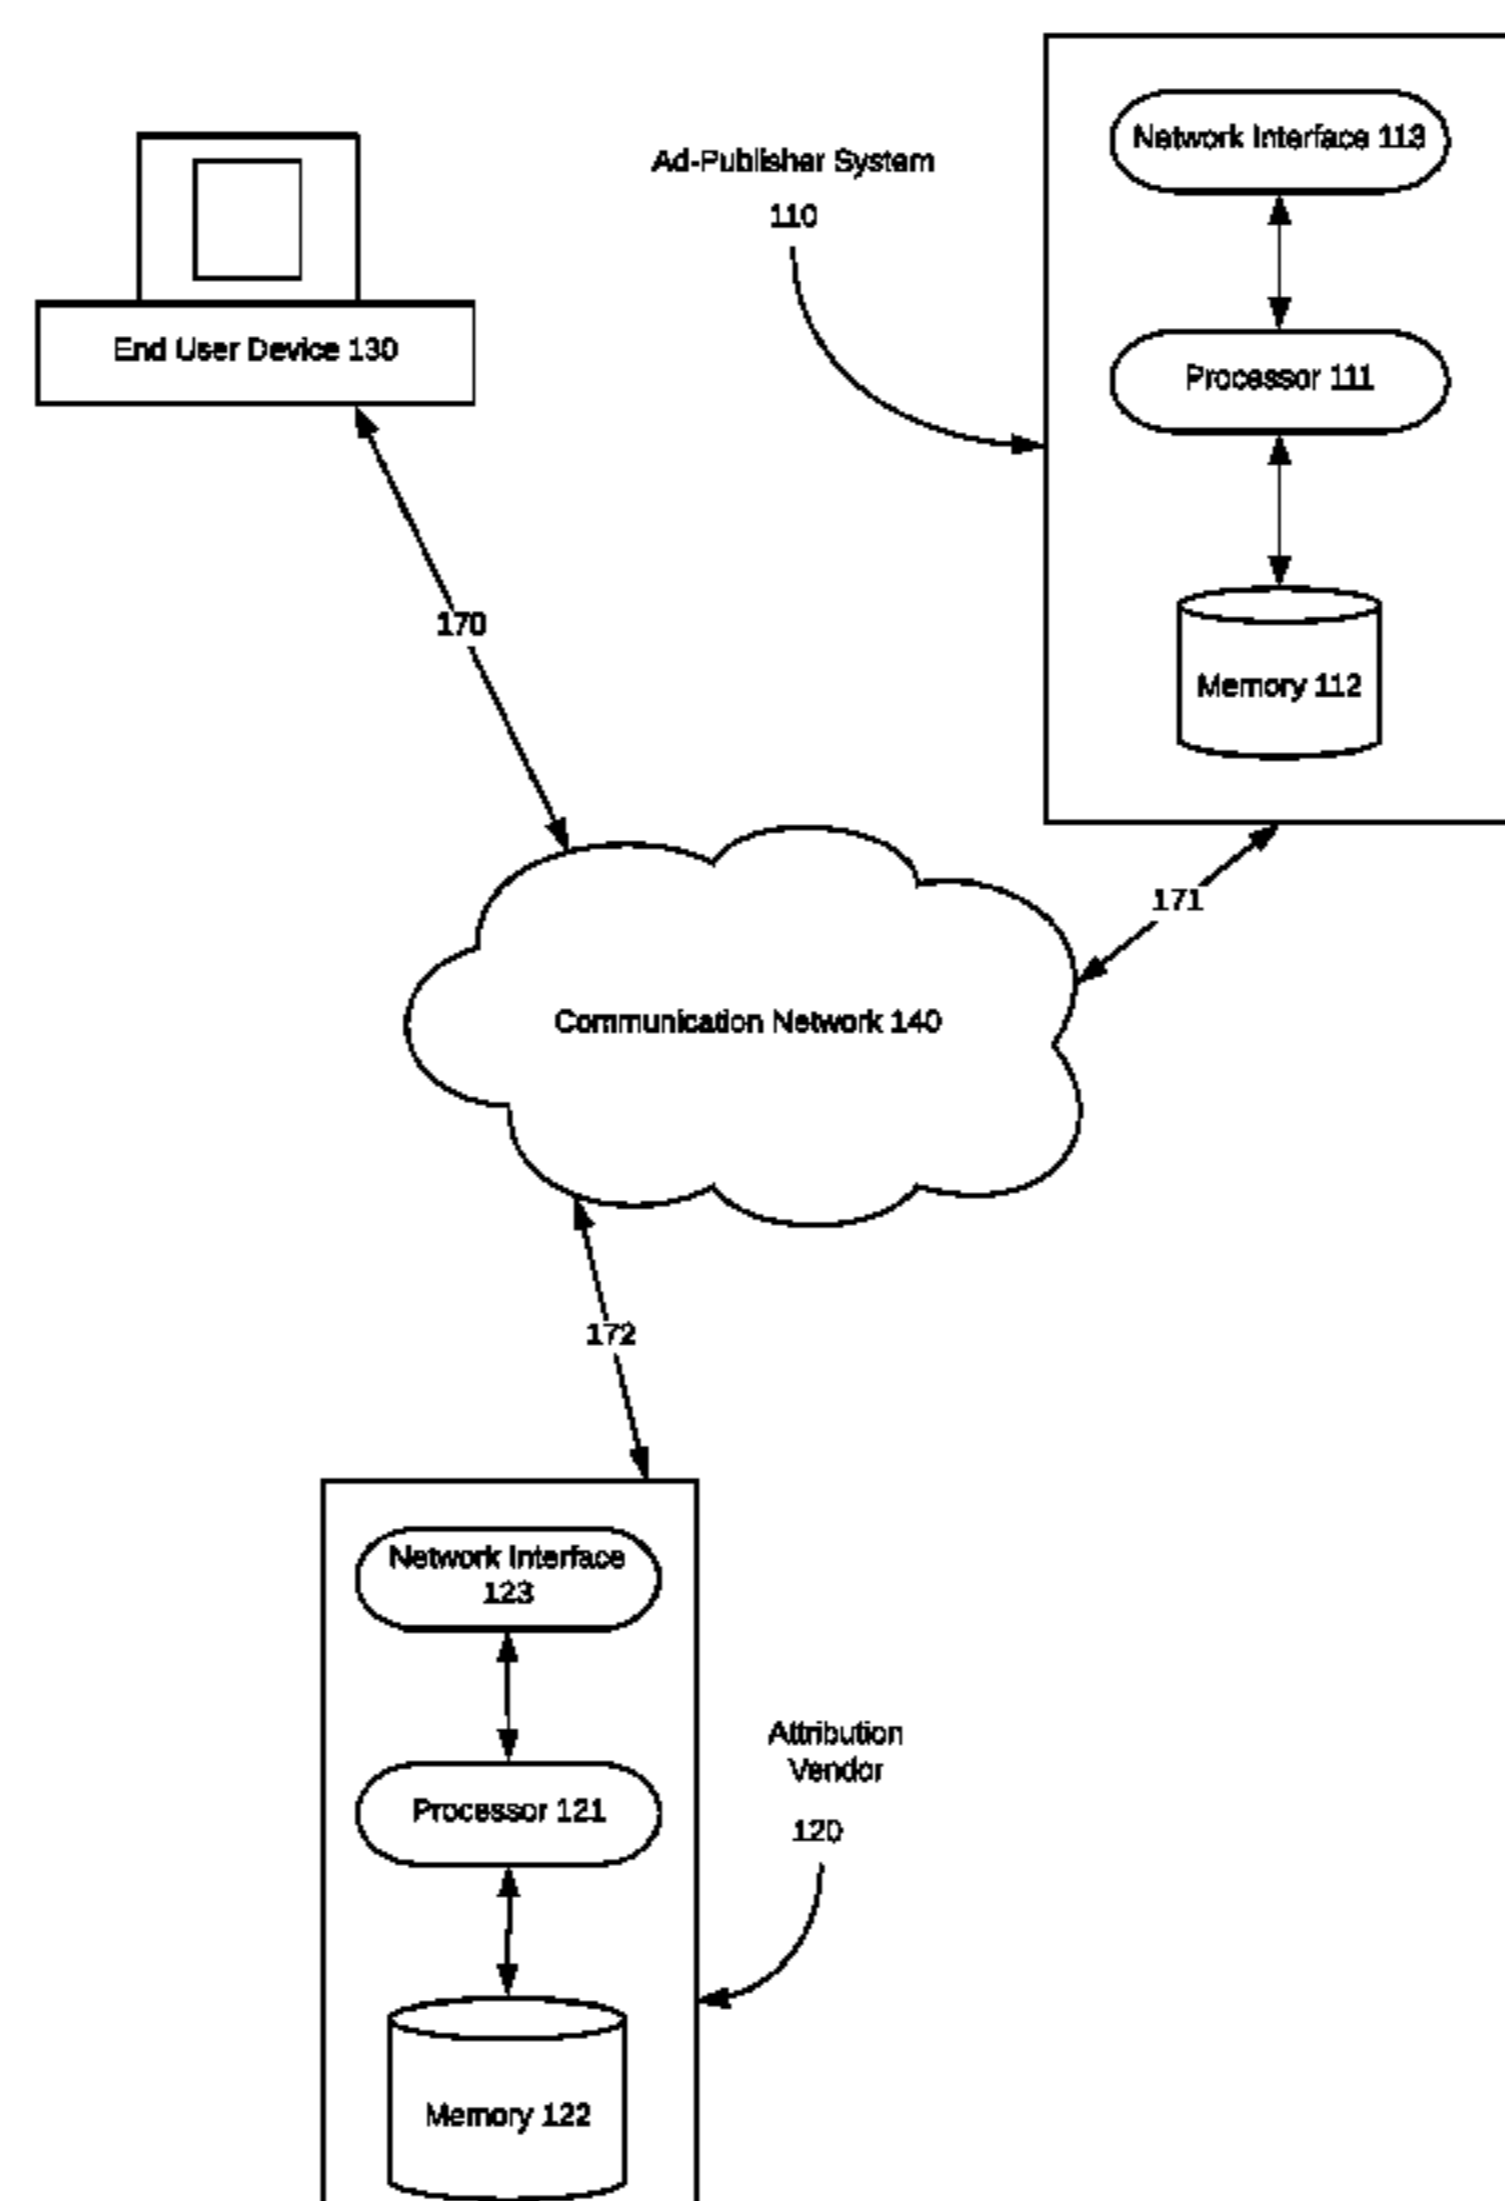 Network Interface 113
Ad-Publisher System
110
End User Device 130
Processor 111
170
Memory 112
171
Communication Network 140
172
Network Interface
123
Attribution
Vendor
120
Processor 121
Memory 122